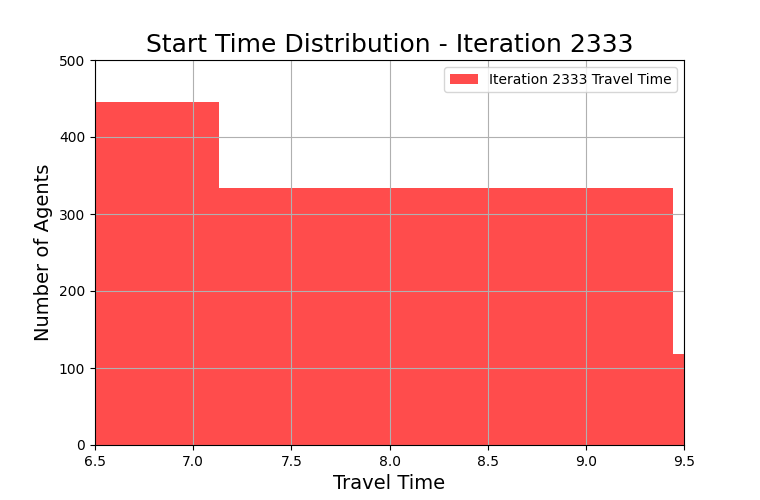 Start Time Distribution - Iteration 2333
Iteration 2333 Travel Time
Number of Agents
500
400
300
200
100
0
6.5 7.0 7.5 8.0 8.5 9.0 9.5
Travel Time